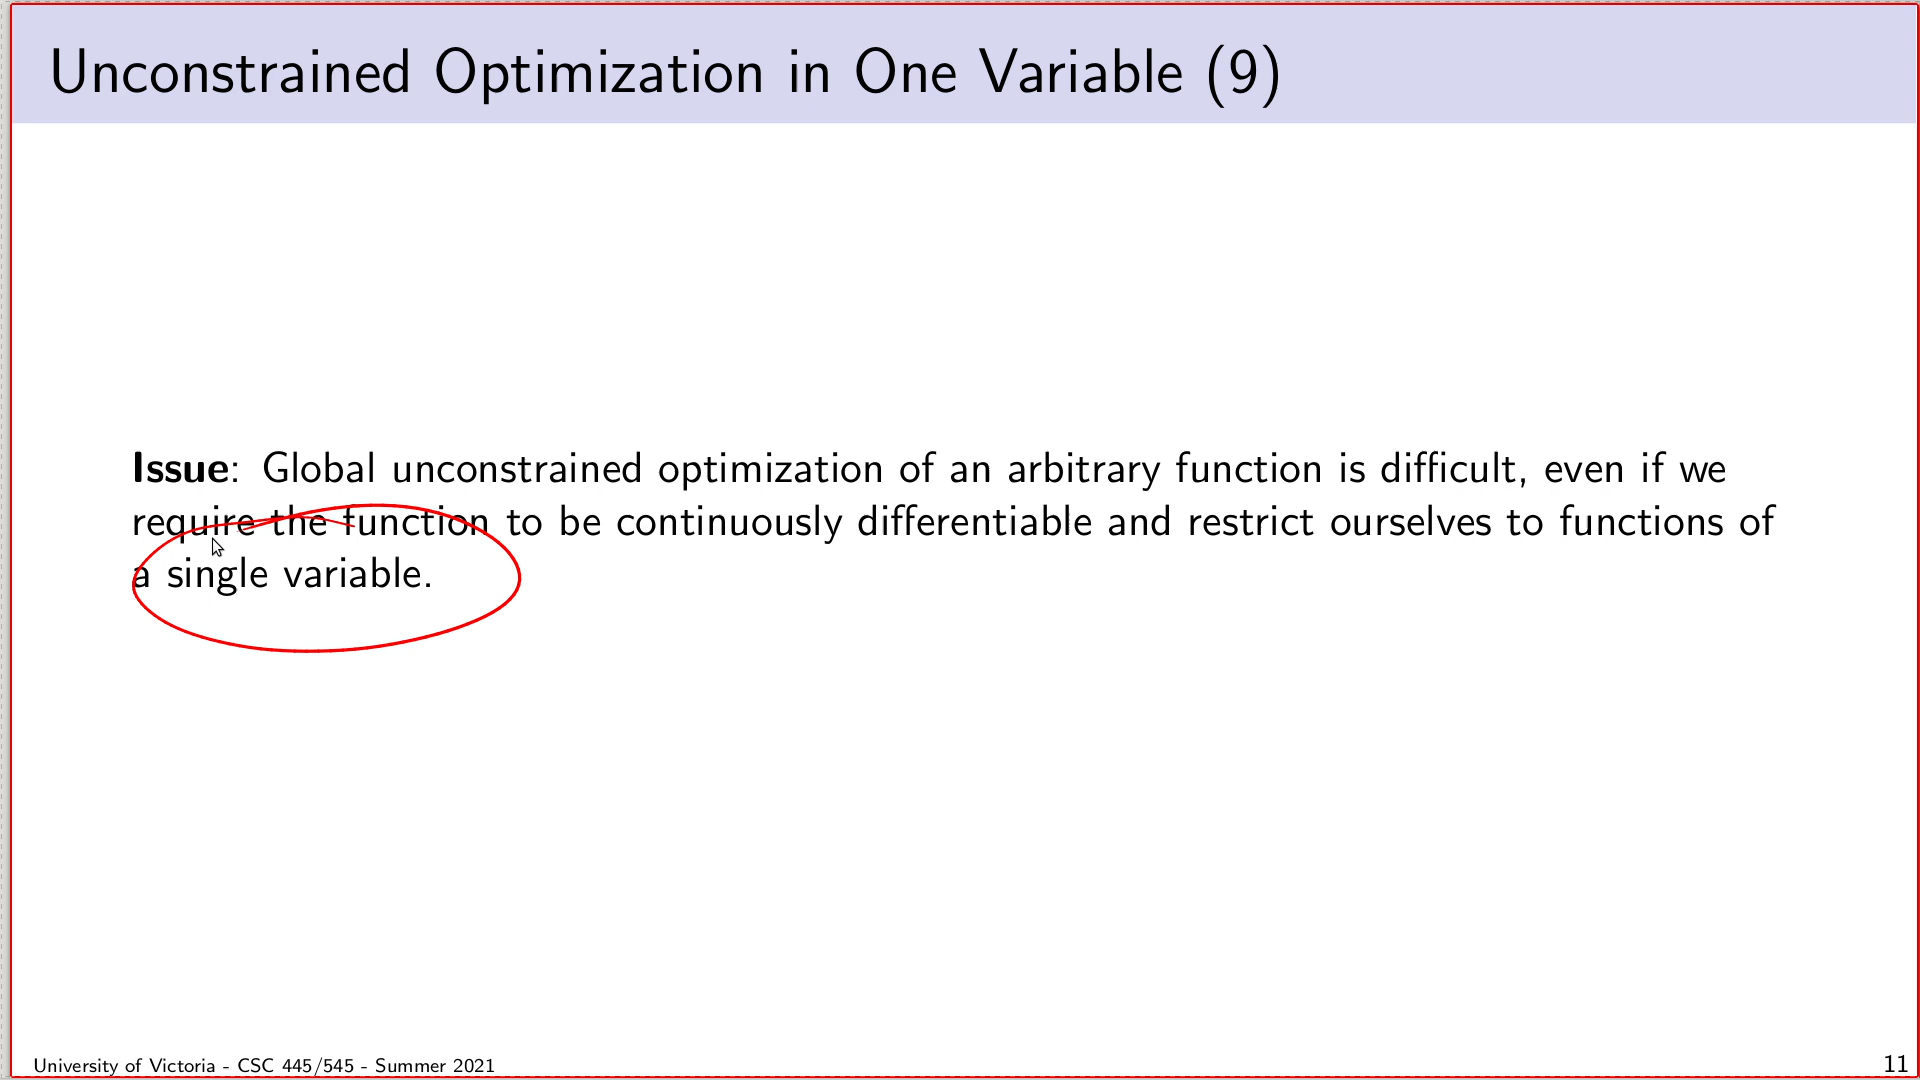 Unconstrained Optimization in One Variable (9)
Issue: Global unconstrained optimization of an arbitrary function is difficult, even if we
require the function to be continuously differentiable and restrict ourselves to functions of
a single variable.
University of Victoria - CSC 445/545 - Summer 2021
11